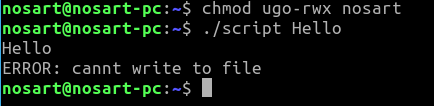 nosart@nosart-pc:~$ chmod ugo-rwx nosart
nosart@nosart-pc:~$ ./script Hello
Hello
ERROR: cannt write to file
nosart@nosart-pc:~$